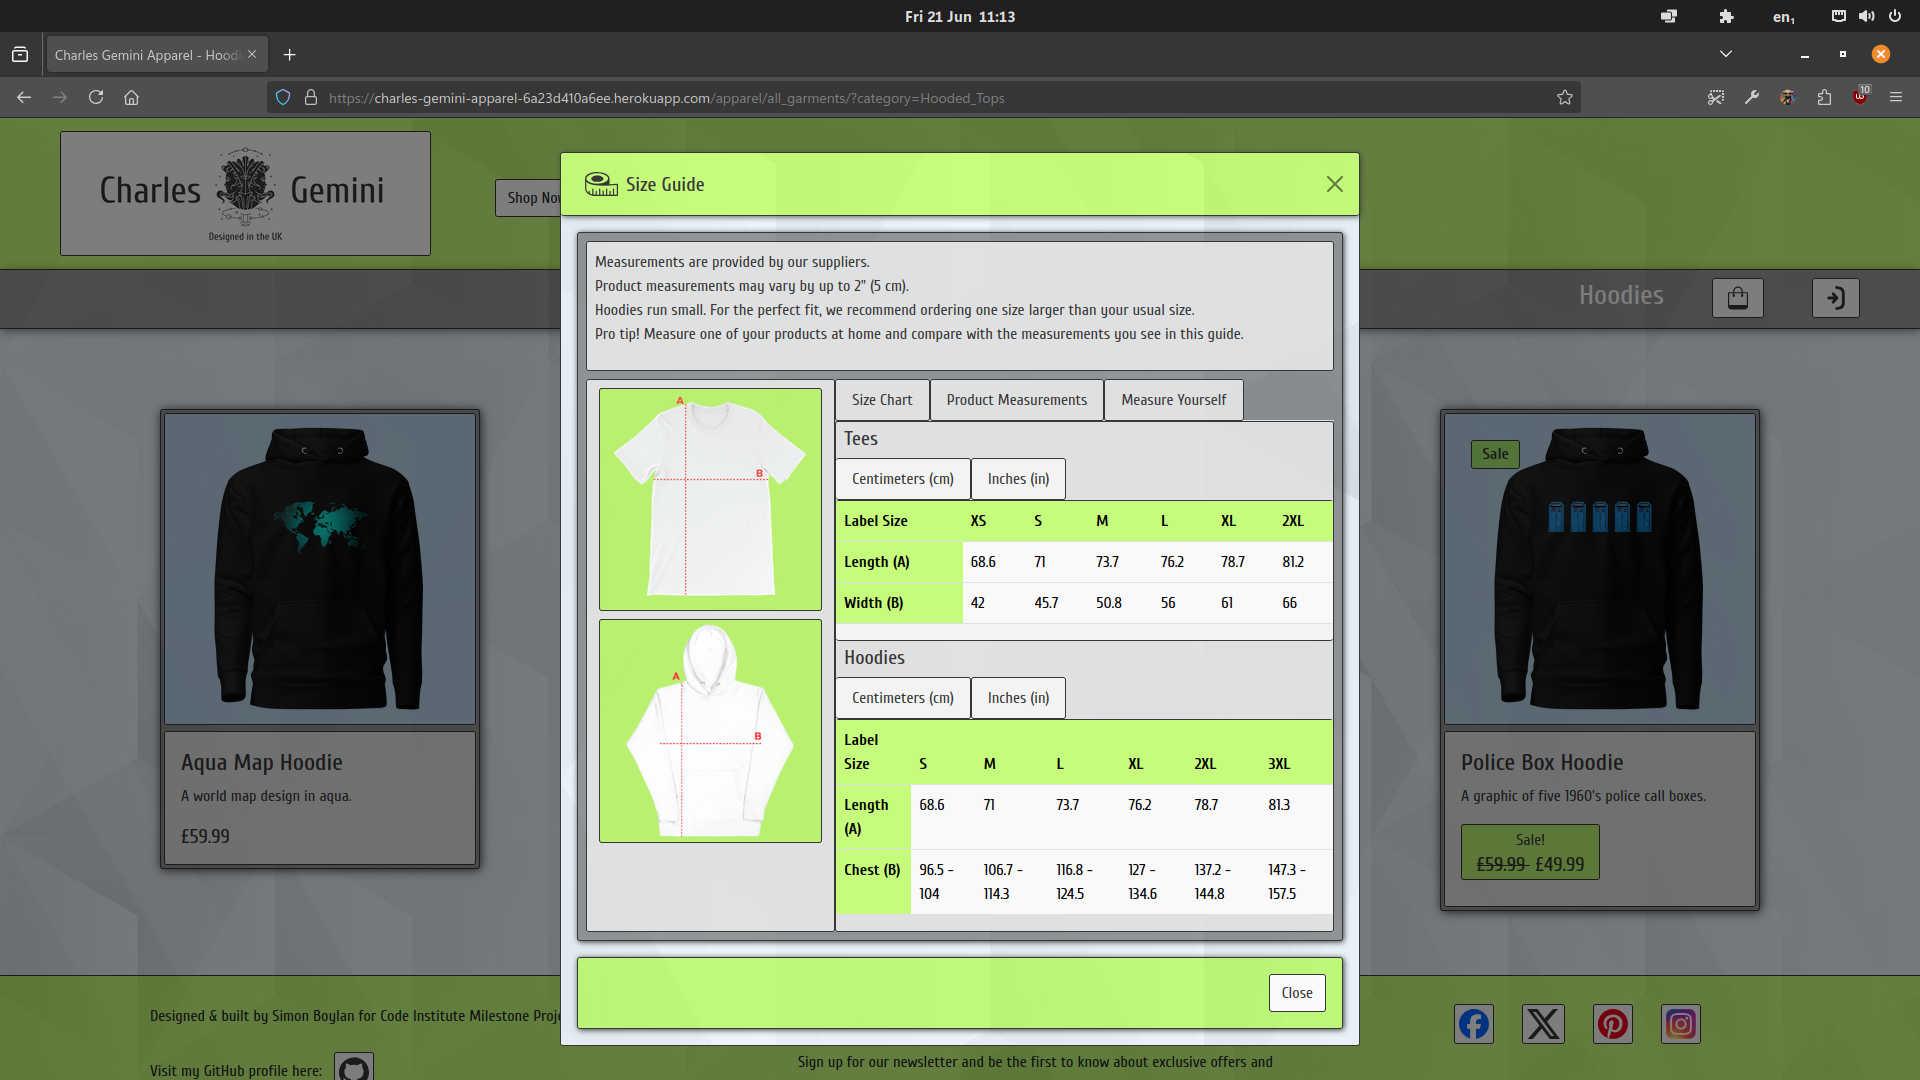 Fri 21 Jun 11:13
en₁
Charles Gemini Apparel - Hoodi
https://charles-gemini-apparel-6a23d410a6ee.herokuapp.com/apparel/all_garments/?category=Hooded_Tops
10
Charles Gemini
Designed in the UK
Shop Now
Hoodies
Size Guide
Measurements are provided by our suppliers.
Product measurements may vary by up to 2" (5 cm).
Hoodies run small. For the perfect fit, we recommend ordering one size larger than your usual size.
Pro tip! Measure one of your products at home and compare with the measurements you see in this guide.
A
B
A
B
Size Chart Product Measurements Measure Yourself
Tees
Centimeters (cm) Inches (in)
Label Size XS S M L XL 2XL
Length (A) 68.6 71 73.7 76.2 78.7 81.2
Width (B) 42 45.7 50.8 56 61 66
Hoodies
Centimeters (cm) Inches (in)
Label
Size S M L XL 2XL 3XL
Length 68.6 71 73.7 76.2 78.7 81.3
(A)
Chest (B) 96.5 - 106.7 - 116.8 - 127 - 137.2 - 147.3 -
104 114.3 124.5 134.6 144.8 157.5
Close
Aqua Map Hoodie
A world map design in aqua.
£59.99
Sale
Police Box Hoodie
A graphic of five 1960's police call boxes.
Sale!
£59.99 £49.99
Designed & built by Simon Boylan for Code Institute Milestone Proje
Visit my GitHub profile here:
Sign up for our newsletter and be the first to know about exclusive offers and